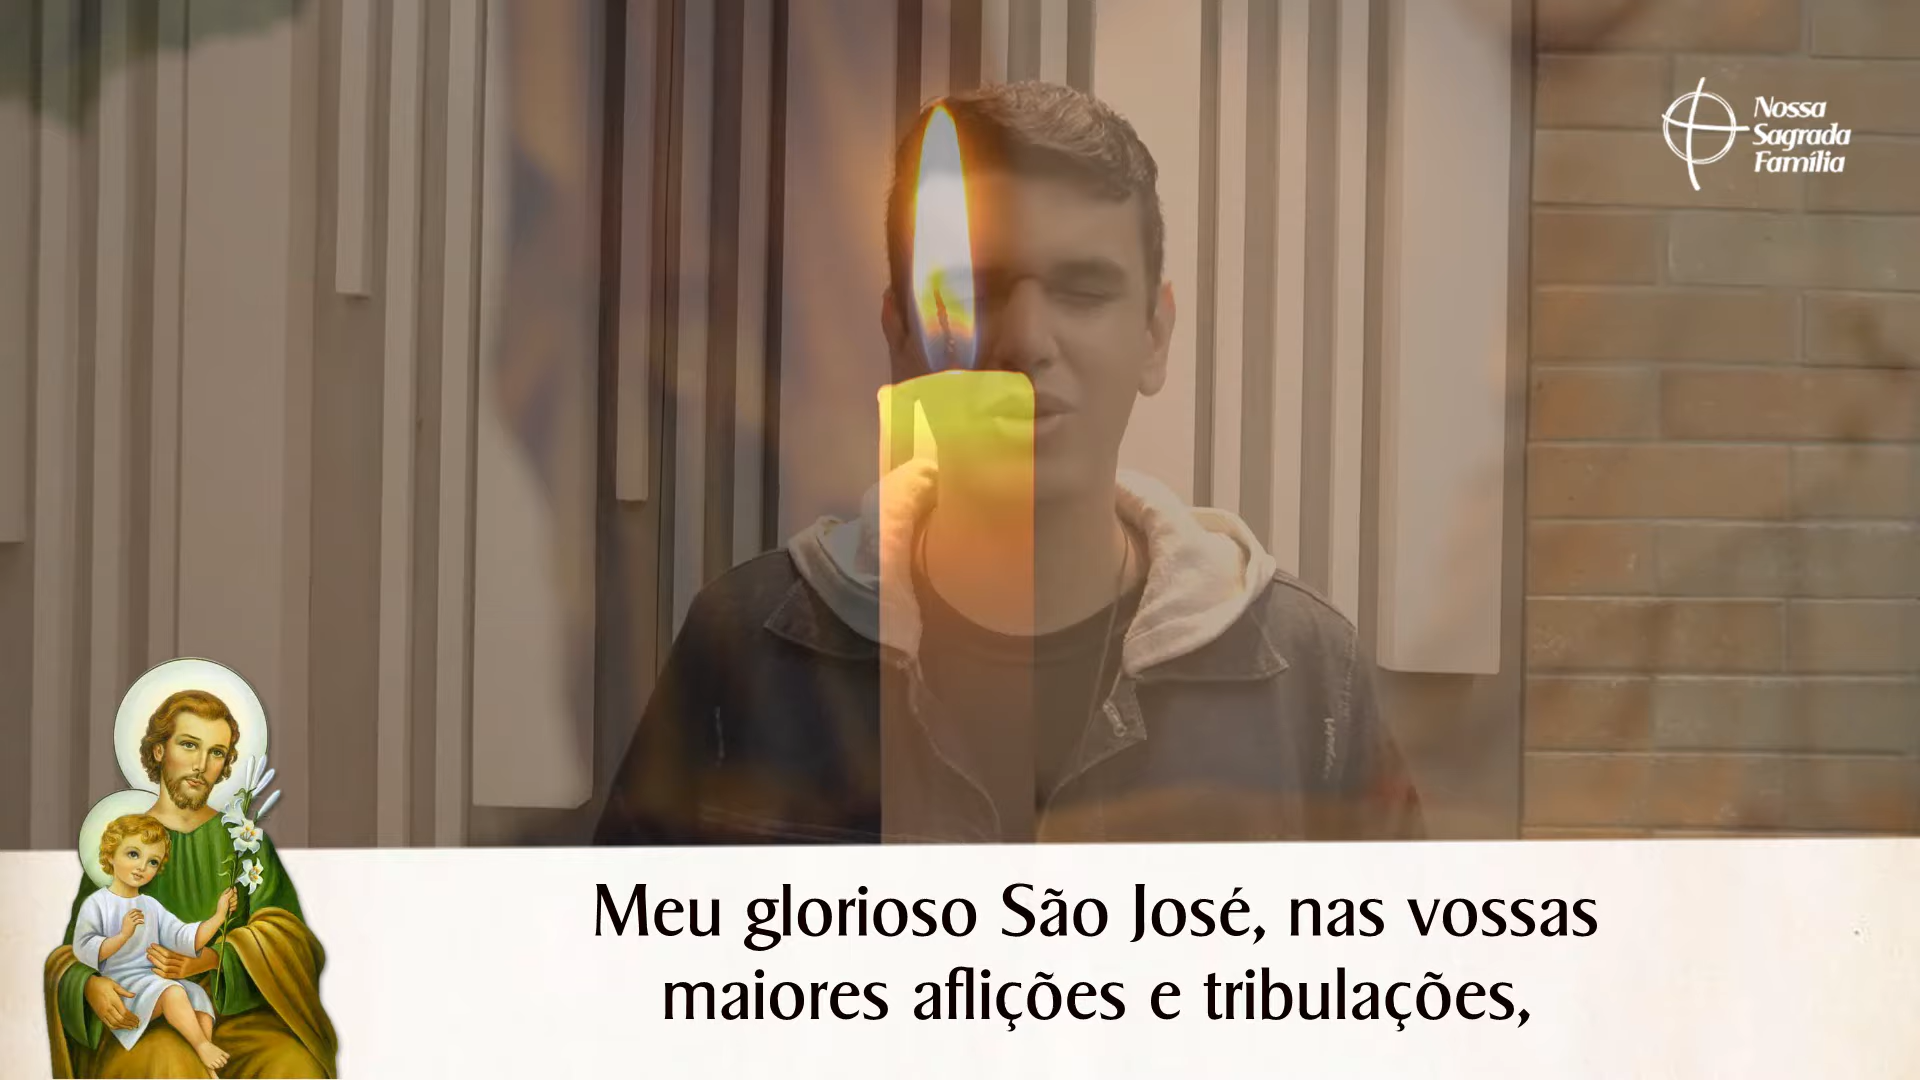 Nossa
Sagrada
Família
Meu glorioso São José, nas vossas
maiores aflições e tribulações,